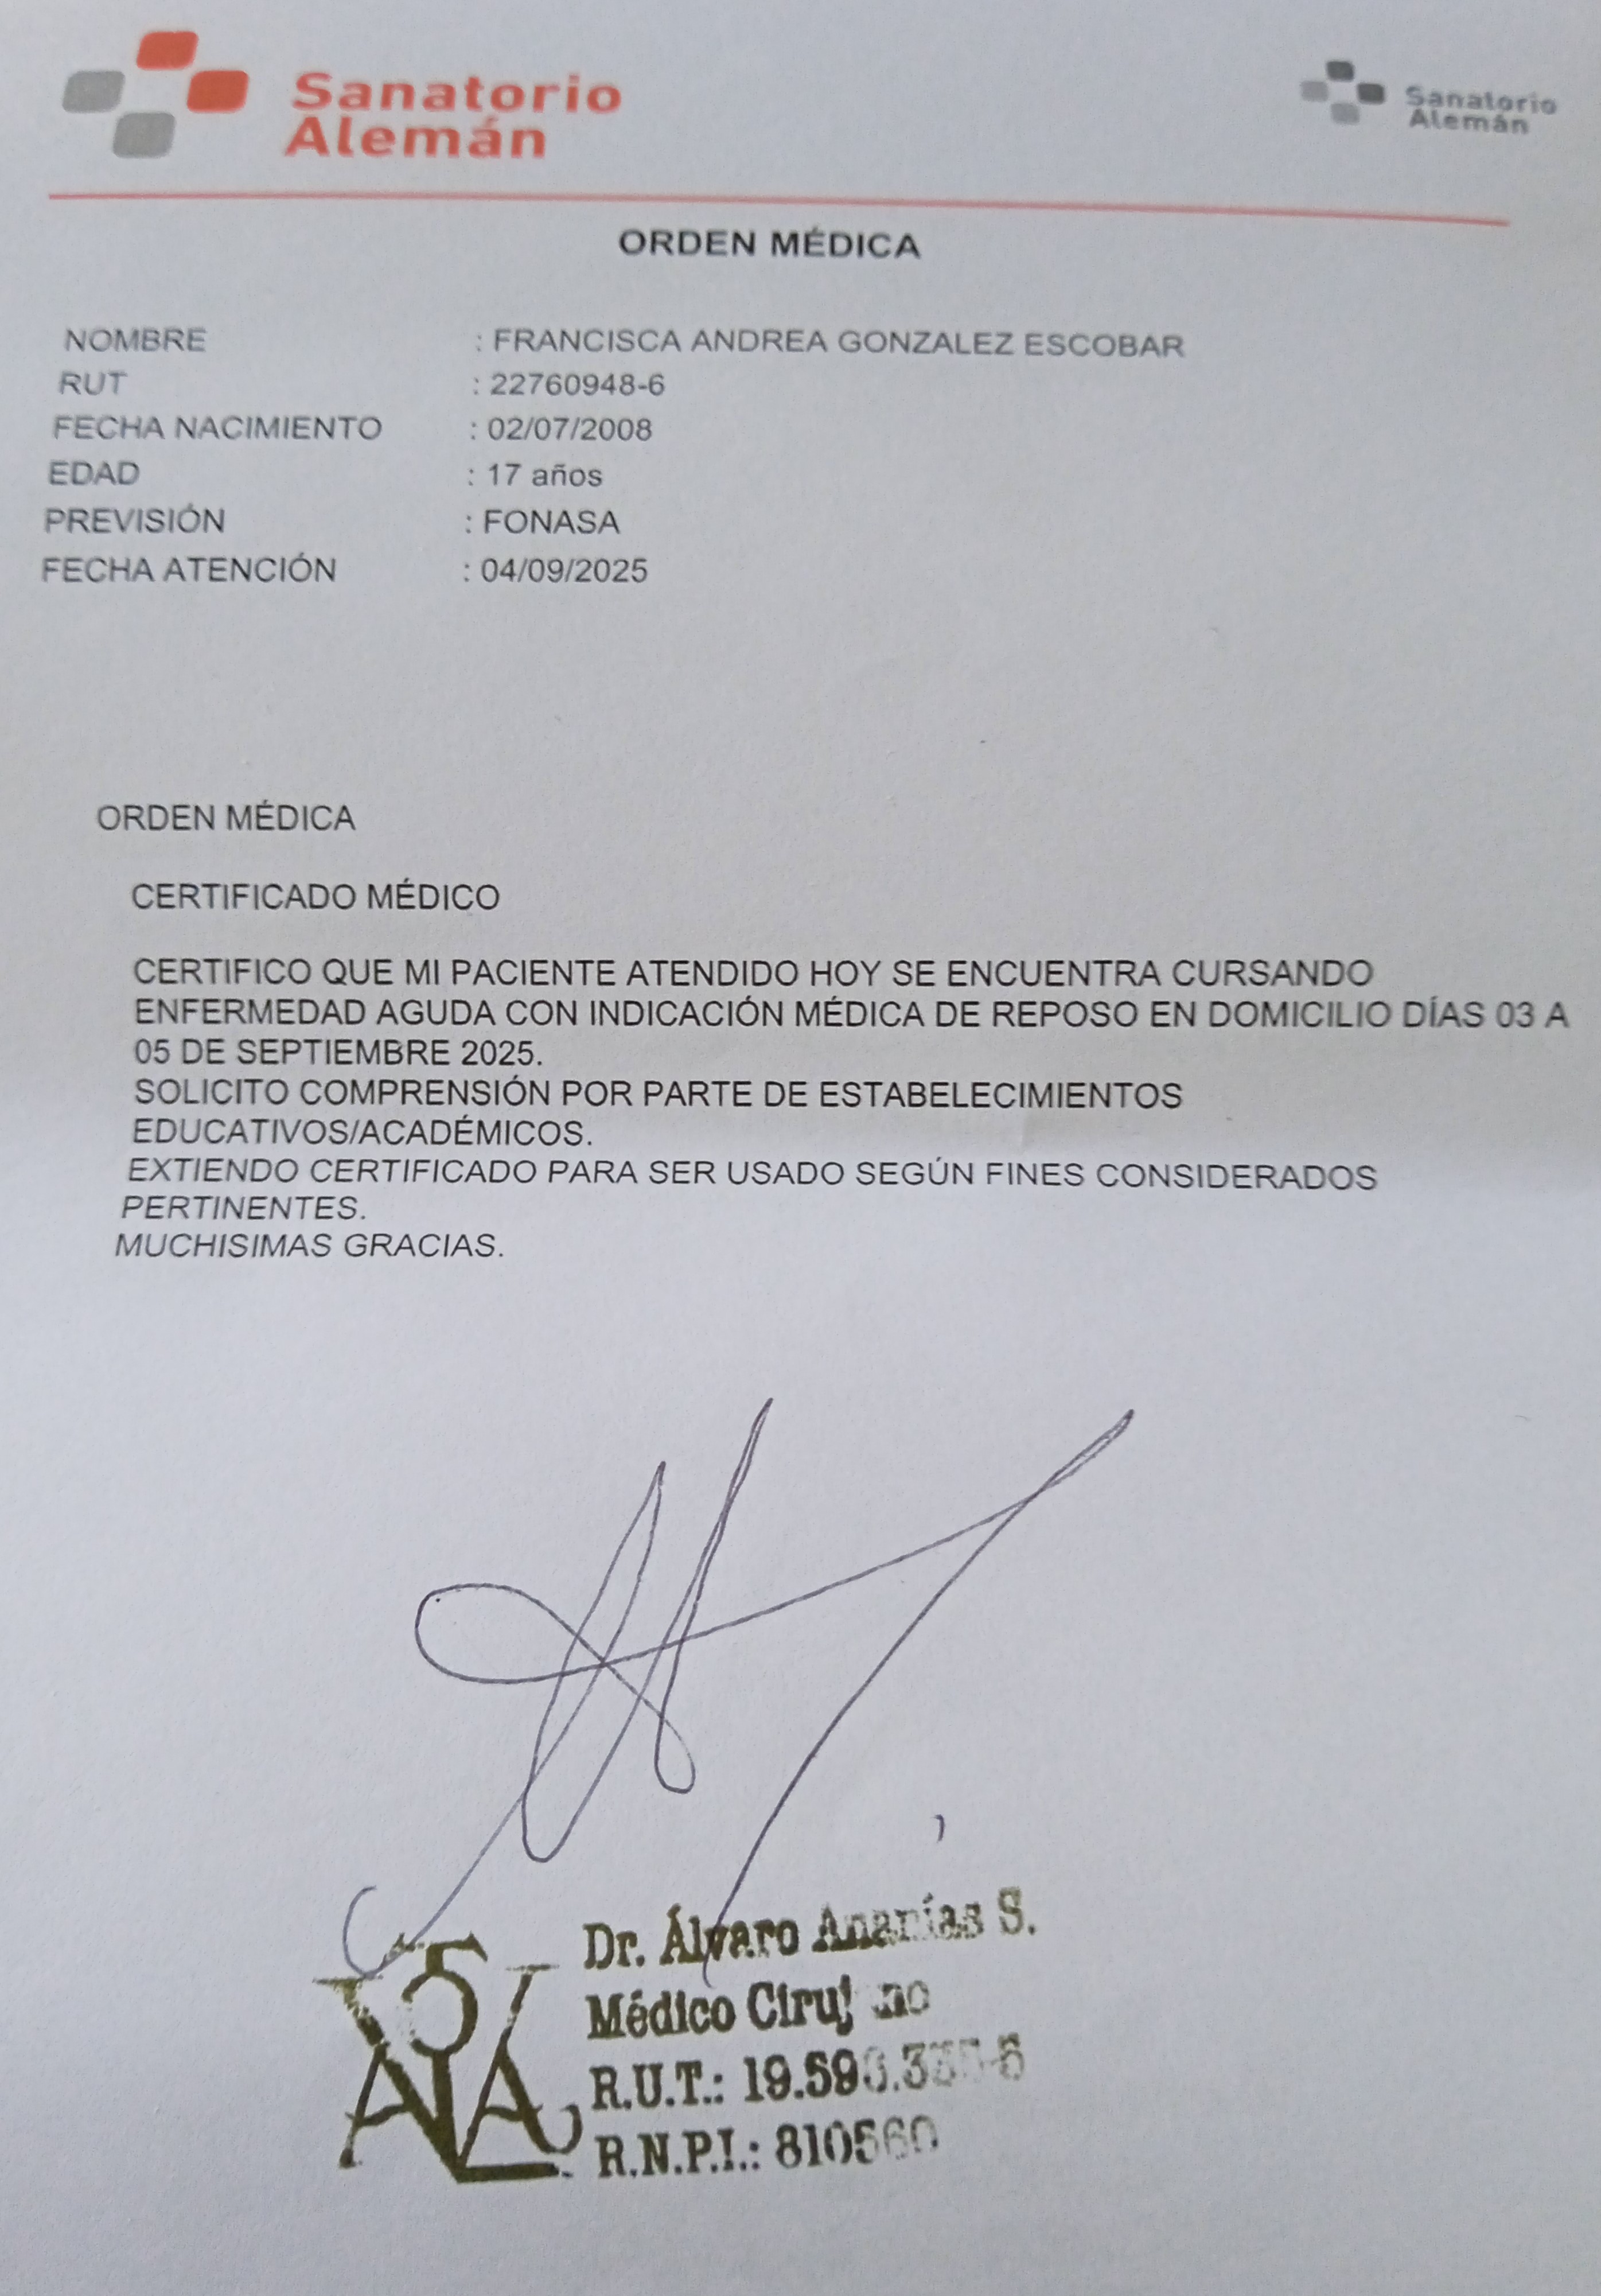 Sanatorio
Alemán
Sanatorio
Alemán
ORDEN MÉDICA
NOMBRE : FRANCISCA ANDREA GONZALEZ ESCOBAR
RUT : 22760948-6
FECHA NACIMIENTO : 02/07/2008
EDAD : 17 años
PREVISIÓN : FONASA
FECHA ATENCIÓN : 04/09/2025
ORDEN MÉDICA
CERTIFICADO MÉDICO
CERTIFICO QUE MI PACIENTE ATENDIDO HOY SE ENCUENTRA CURSANDO
ENFERMEDAD AGUDA CON INDICACIÓN MÉDICA DE REPOSO EN DOMICILIO DÍAS 03 A
05 DE SEPTIEMBRE 2025.
SOLICITO COMPRENSIÓN POR PARTE DE ESTABELECIMIENTOS
EDUCATIVOS/ACADÉMICOS.
EXTIENDO CERTIFICADO PARA SER USADO SEGÚN FINES CONSIDERADOS
PERTINENTES.
MUCHISIMAS GRACIAS.
Dr. Álvaro Ananías S.
Médico Cirujano
R.U.T.:
R.N.P.I.: 810560